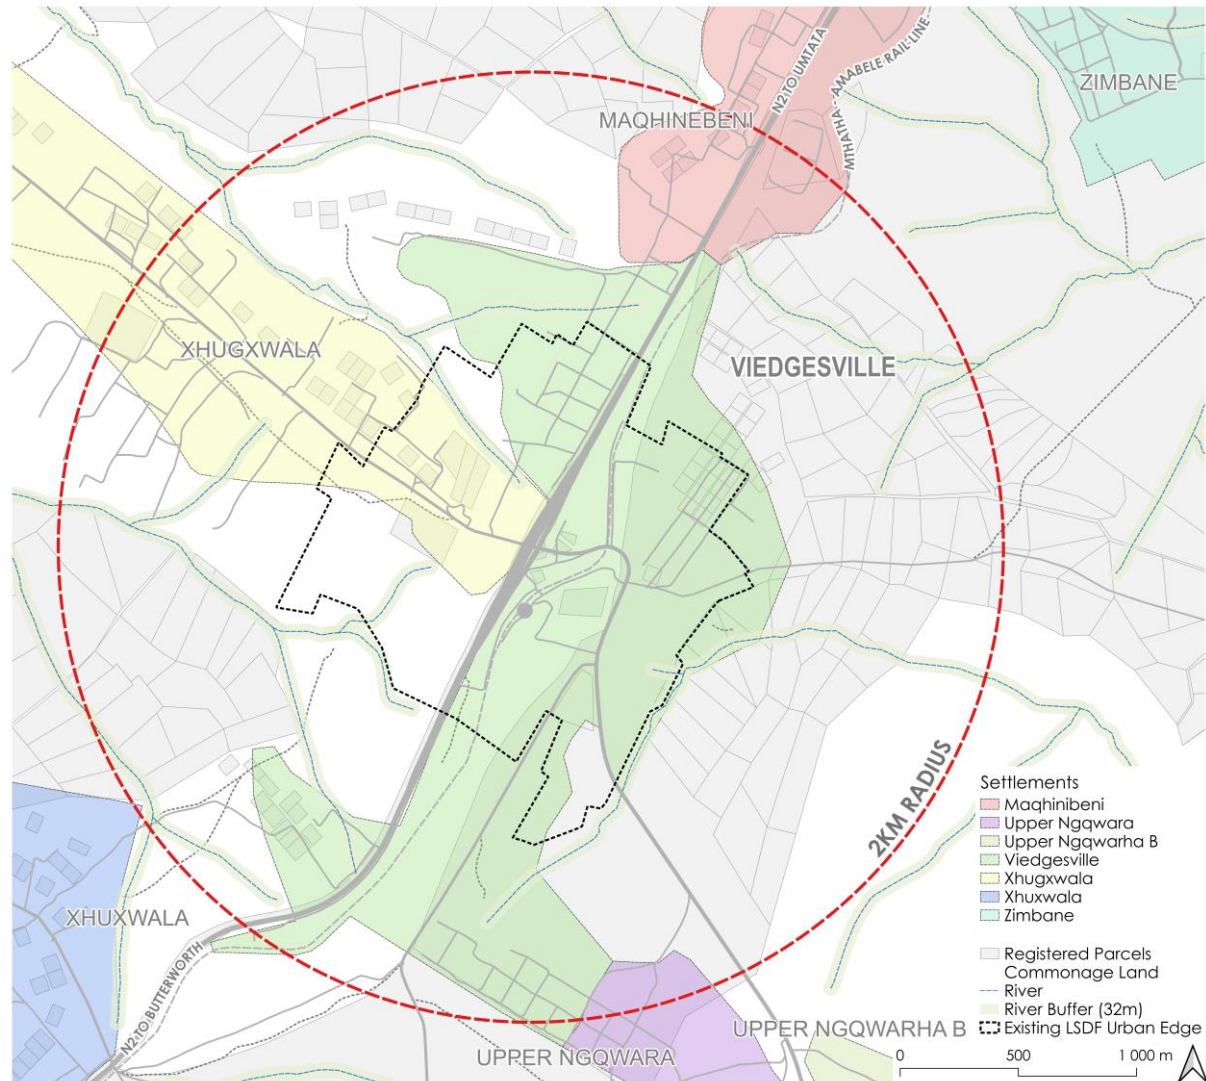 N2 TO UMTATA
MTHATHA - AMABELE RAIL LINE
ZIMBANE
MAQHINEBENI
XHUGXWALA
VIEDGESVILLE
2KM RADIUS
XHUXWALA
N2 TO BUTTERWORTH
UPPER NGQWARA
UPPER NGQWARHA B
Settlements
Maqhinibeni
Upper Ngqwara
Upper Ngqwarha B
Viedgesville
Xhugxwala
Xhuxwala
Zimbane
Registered Parcels
Commonage Land
River
River Buffer (32m)
Existing LSDF Urban Edge
0 500 1 000 m